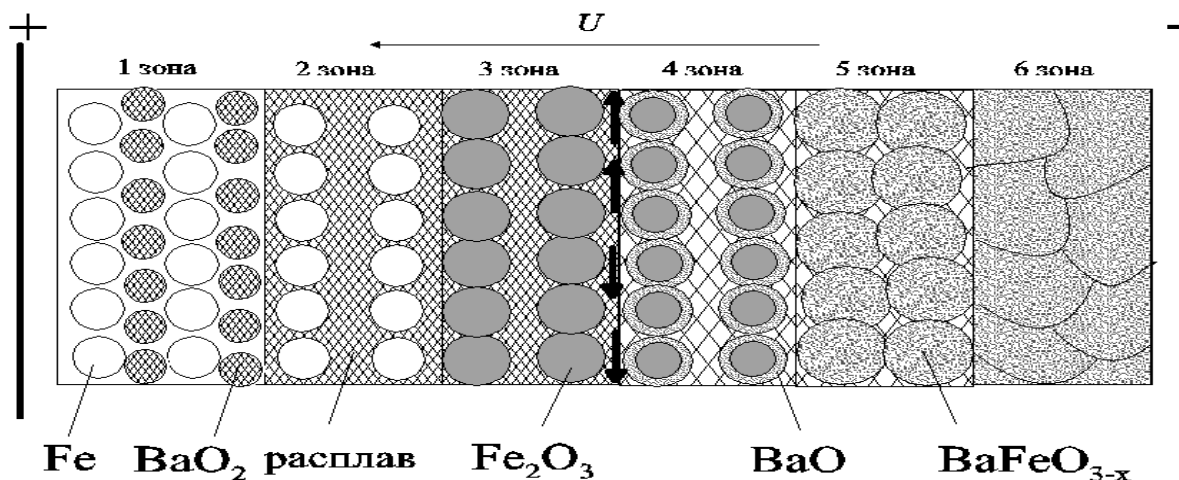 + -
U
1 зона 2 зона 3 зона 4 зона 5 зона 6 зона
Fe BaO₂ расплав Fe₂O₃ BaO BaFeO₃₋ₓ